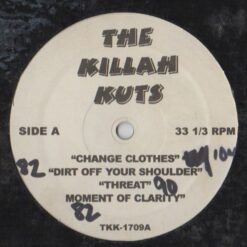 THE
KILLAH
KUTS
SIDE A 33 1/3 RPM
"CHANGE CLOTHES" 104
82 "DIRT OFF YOUR SHOULDER"
"THREAT" 90
MOMENT OF CLARITY"
82
TKK-1709A